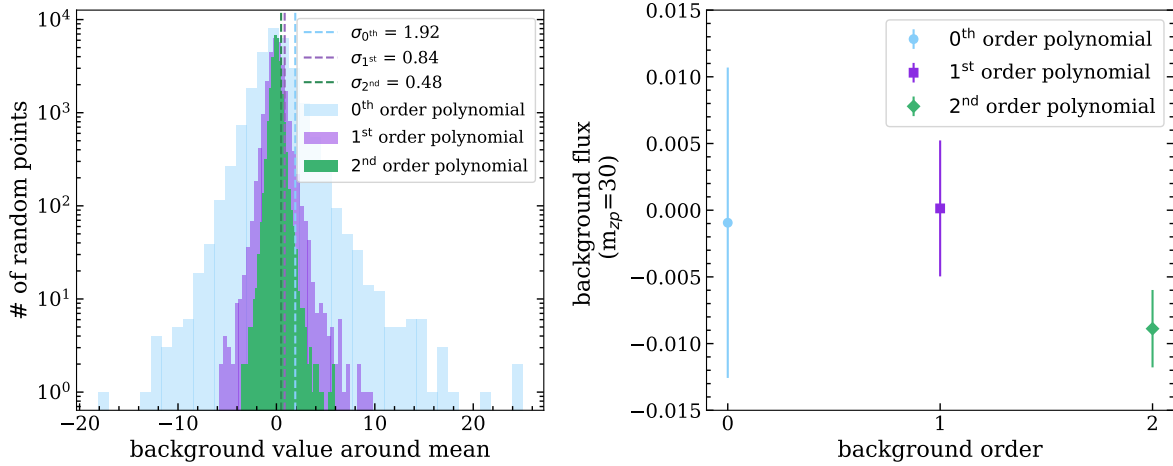 10⁴
10³
10²
10¹
10⁰
# of random points
σ₀ₜₕ = 1.92
σ₁ₛₜ = 0.84
σ₂ₙd = 0.48
0ᵗʰ order polynomial
1ˢᵗ order polynomial
2ⁿᵈ order polynomial
−20 −10 0 10 20
background value around mean
0.015
0.010
0.005
0.000
−0.005
−0.010
−0.015
background flux
(m_zp=30)
0ᵗʰ order polynomial
1ˢᵗ order polynomial
2ⁿᵈ order polynomial
0 1 2
background order